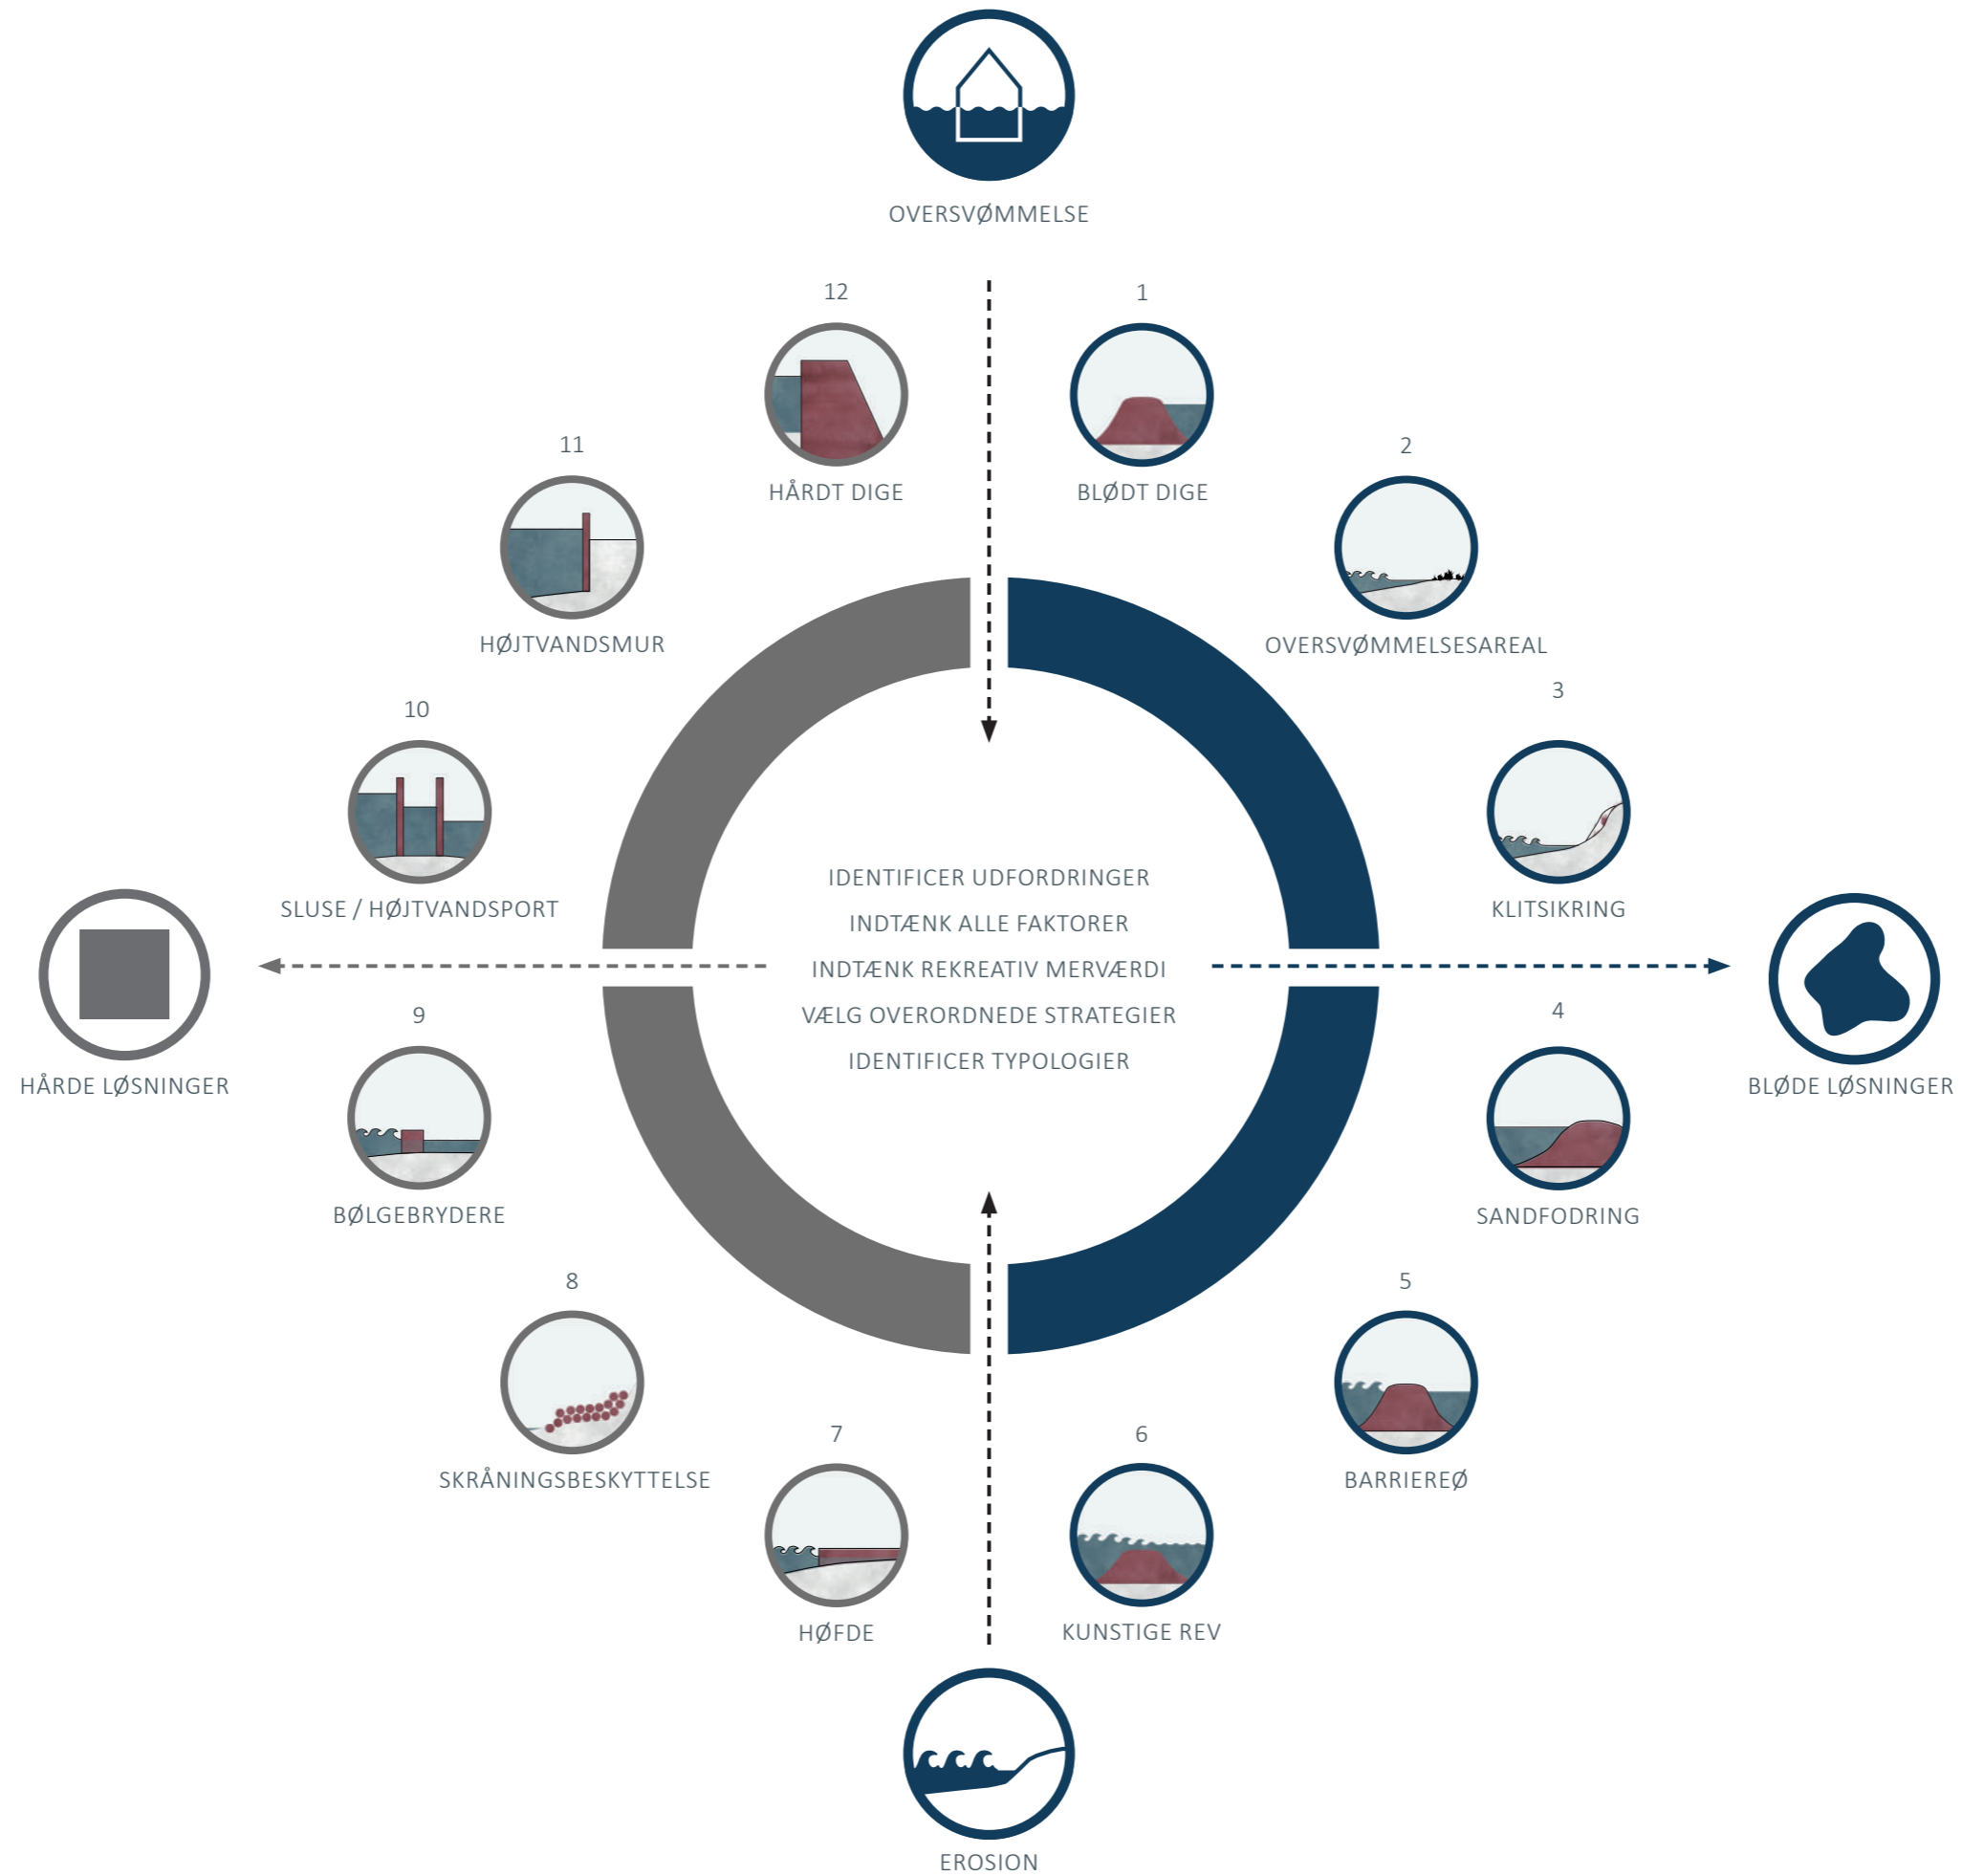 OVERSVØMMELSE
12
HÅRDT DIGE
1
BLØDT DIGE
11
HØJTVANDSMUR
2
OVERSVØMMELSESAREAL
10
SLUSE / HØJTVANDSPORT
3
KLITSIKRING
IDENTIFICER UDFORDRINGER
INDTÆNK ALLE FAKTORER
INDTÆNK REKREATIV MERVÆRDI
VÆLG OVERORDNEDE STRATEGIER
IDENTIFICER TYPOLOGIER
HÅRDE LØSNINGER
BLØDE LØSNINGER
9
BØLGEBRYDERE
4
SANDFODRING
8
SKRÅNINGSBESKYTTELSE
5
BARRIEREØ
7
HØFDE
6
KUNSTIGE REV
EROSION